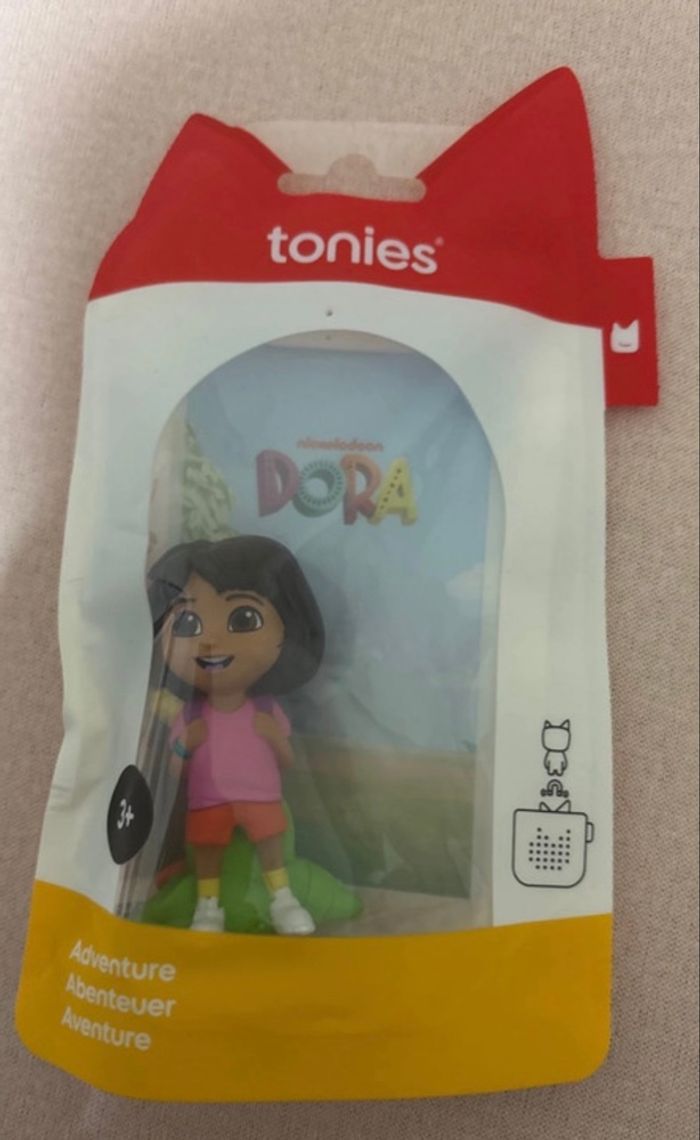 tonies®
nickelodeon
DORA
3+
Adventure
Abenteuer
Aventure